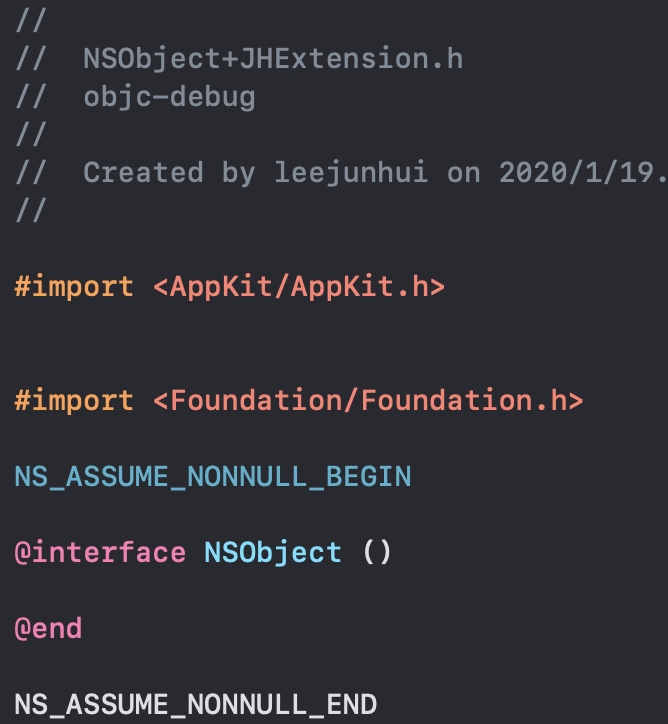 //
//  NSObject+JHExtension.h
//  objc-debug
//
//  Created by leejunhui on 2020/1/19.
//
#import <AppKit/AppKit.h>
#import <Foundation/Foundation.h>
NS_ASSUME_NONNULL_BEGIN
@interface NSObject ()
@end
NS_ASSUME_NONNULL_END